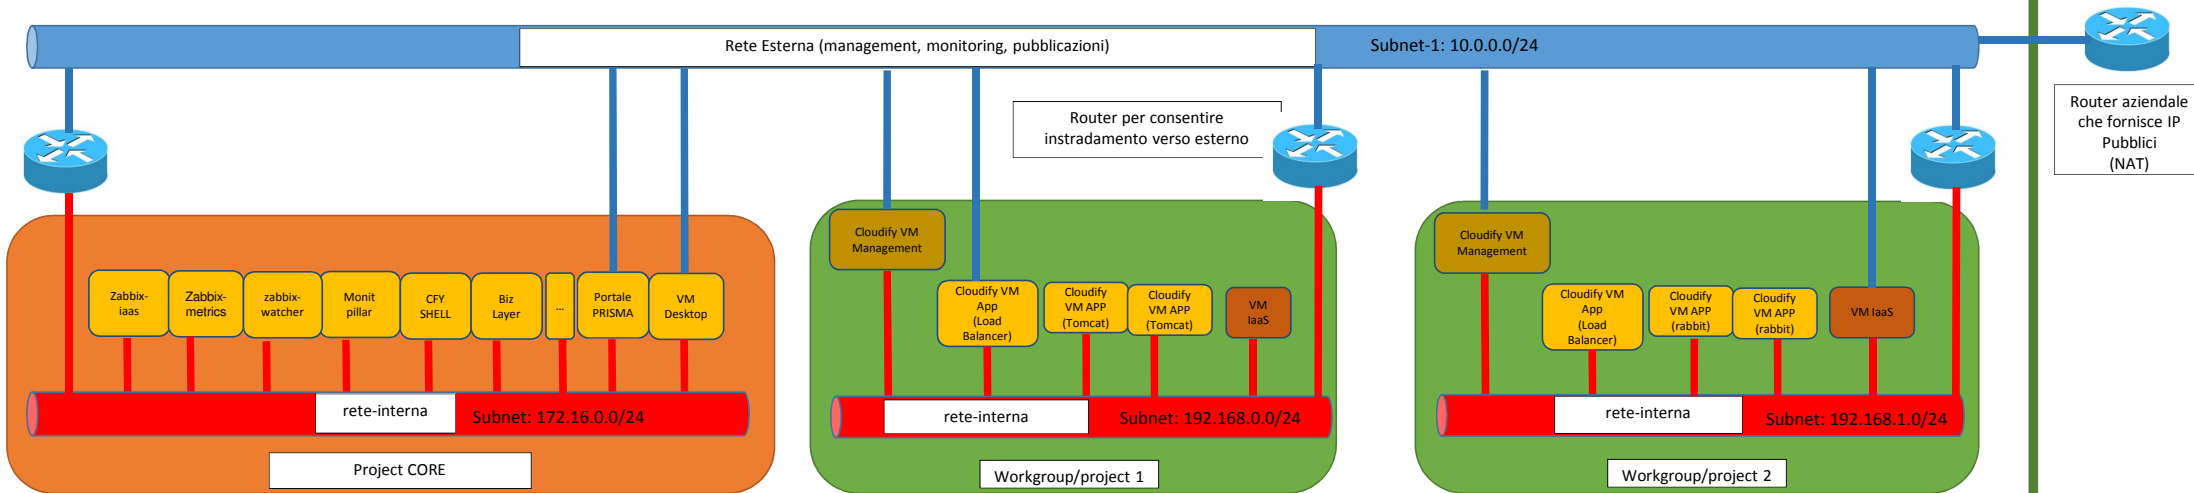 Rete Esterna (management, monitoring, pubblicazioni)
Subnet-1: 10.0.0.0/24
Router per consentire
instradamento verso esterno
Router aziendale
che fornisce IP
Pubblici
(NAT)
Zabbix-
iaas
Zabbix-
metrics
zabbix-
watcher
Monit
pillar
CFY
SHELL
Biz
Layer
...
Portale
PRISMA
VM
Desktop
rete-interna
Subnet: 172.16.0.0/24
Project CORE
Cloudify VM
Management
Cloudify VM
App
(Load
Balancer)
Cloudify
VM APP
(Tomcat)
Cloudify
VM APP
(Tomcat)
VM
IaaS
rete-interna
Subnet: 192.168.0.0/24
Workgroup/project 1
Cloudify VM
Management
Cloudify VM
App
(Load
Balancer)
Cloudify
VM APP
(rabbit)
Cloudify
VM APP
(rabbit)
VM IaaS
rete-interna
Subnet: 192.168.1.0/24
Workgroup/project 2